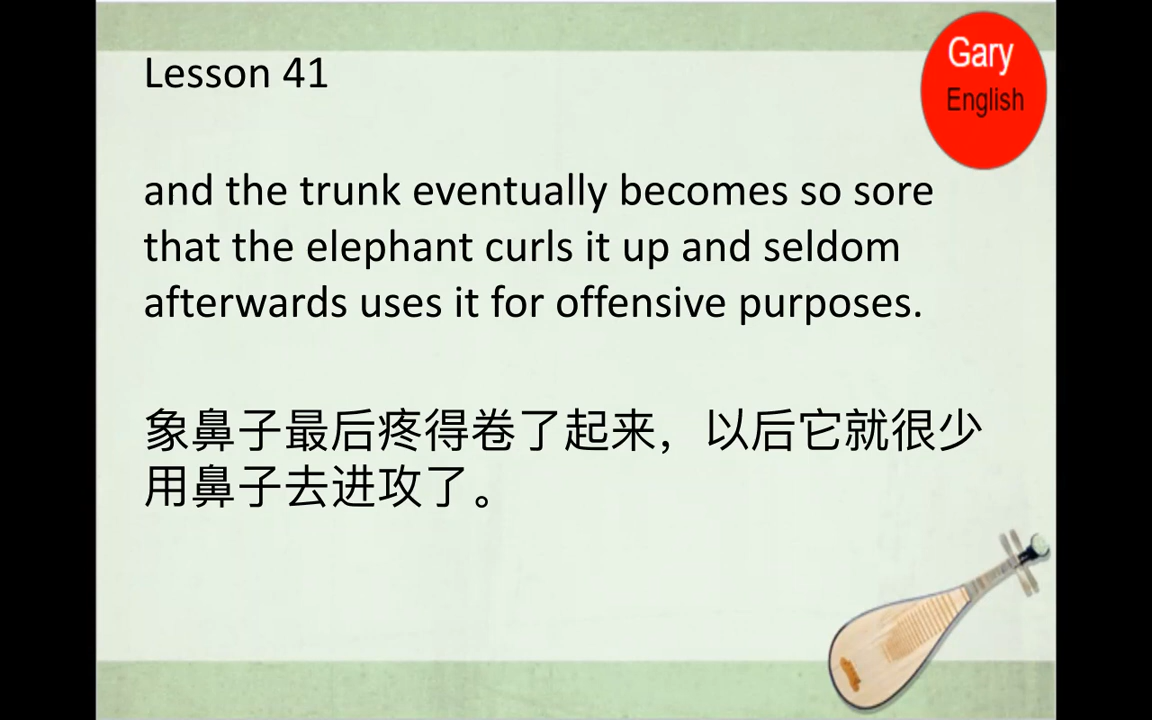 Gary
English
Lesson 41
and the trunk eventually becomes so sore
that the elephant curls it up and seldom
afterwards uses it for offensive purposes.
象鼻子最后疼得卷了起来，以后它就很少
用鼻子去进攻了。